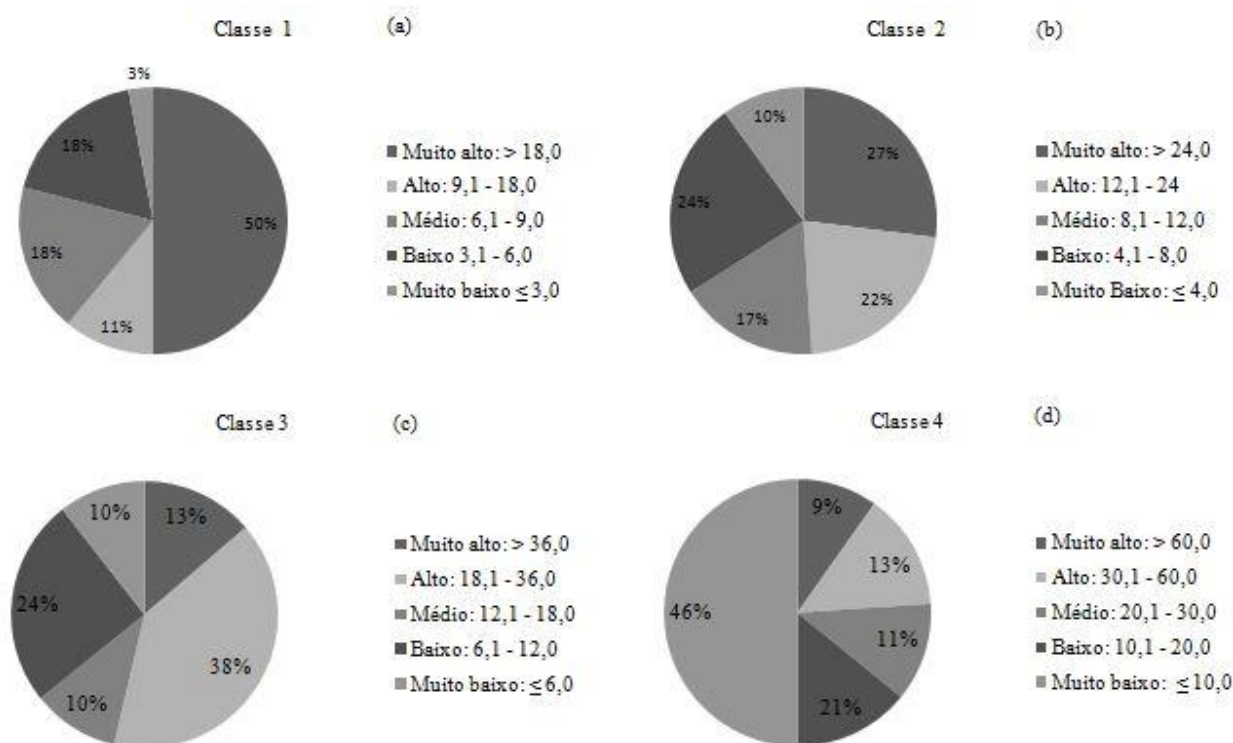 Classe 1
(a)
3%
18%
50%
18%
11%
Muito alto: > 18,0
Alto: 9,1 - 18,0
Médio: 6,1 - 9,0
Baixo 3,1 - 6,0
Muito baixo ≤ 3,0
Classe 2
(b)
10%
27%
24%
22%
17%
Muito alto: > 24,0
Alto: 12,1 - 24
Médio: 8,1 - 12,0
Baixo: 4,1 - 8,0
Muito Baixo: ≤ 4,0
Classe 3
(c)
10%
13%
24%
38%
10%
Muito alto: > 36,0
Alto: 18,1 - 36,0
Médio: 12,1 - 18,0
Baixo: 6,1 - 12,0
Muito baixo: ≤ 6,0
Classe 4
(d)
9%
13%
46%
11%
21%
Muito alto: > 60,0
Alto: 30,1 - 60,0
Médio: 20,1 - 30,0
Baixo: 10,1 - 20,0
Muito baixo: ≤ 10,0